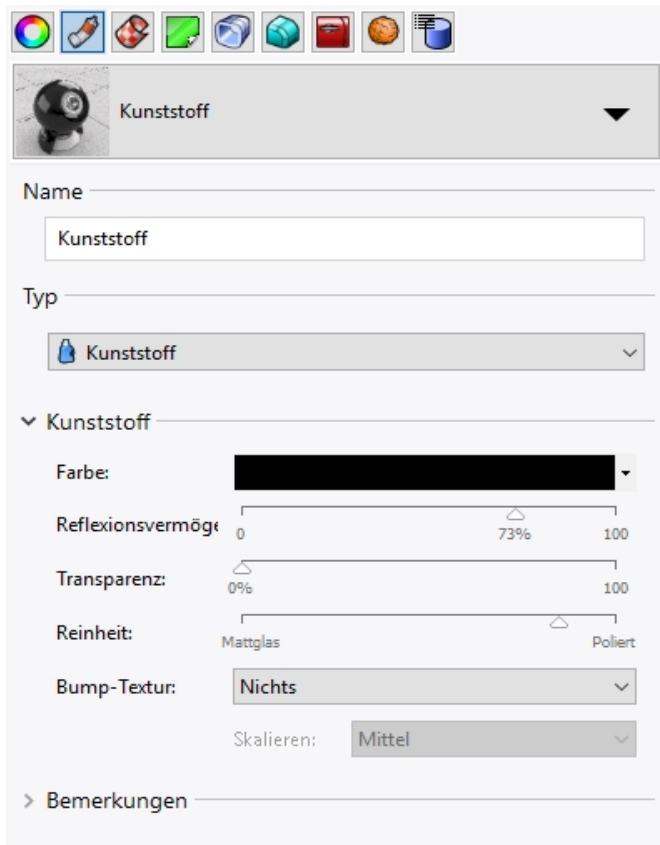 Kunststoff
Name
Kunststoff
Typ
Kunststoff
Kunststoff
Farbe:
Reflexionsvermöge
0 73% 100
Transparenz:
0% 100
Reinheit:
Mattglas Poliert
Bump-Textur: Nichts
Skalieren: Mittel
Bemerkungen